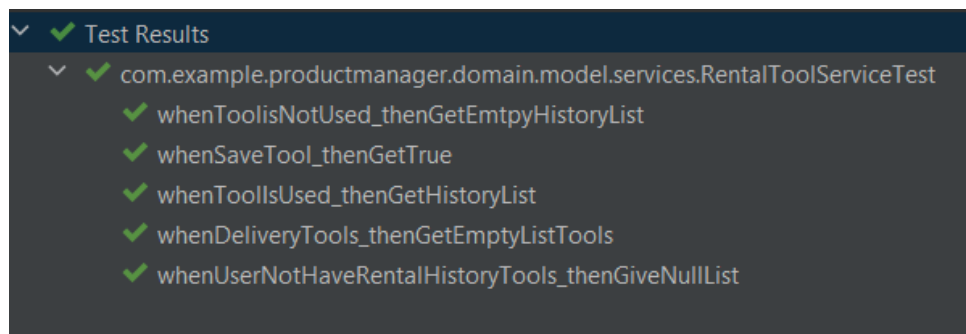 Test Results
com.example.productmanager.domain.model.services.RentalToolServiceTest
whenToolisNotUsed_thenGetEmtpyHistoryList
whenSaveTool_thenGetTrue
whenToolIsUsed_thenGetHistoryList
whenDeliveryTools_thenGetEmptyListTools
whenUserNotHaveRentalHistoryTools_thenGiveNullList